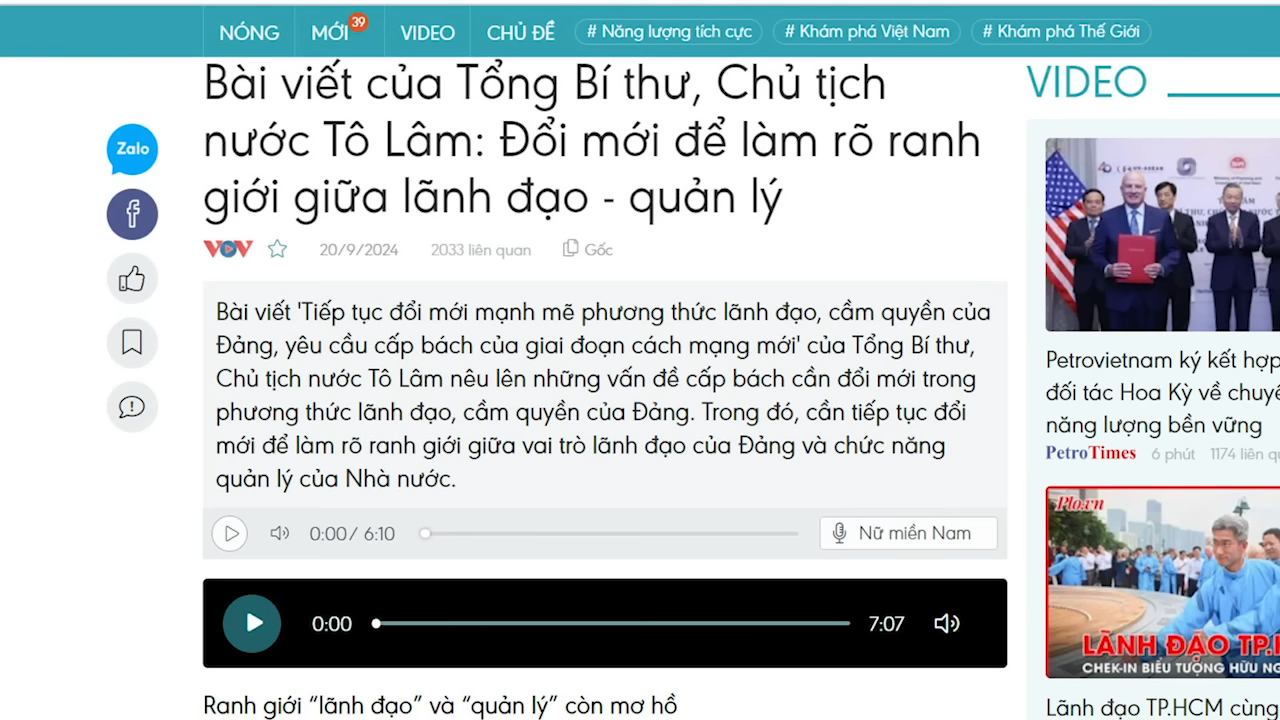 NÓNG MỚI 39 VIDEO CHỦ ĐỀ # Năng lượng tích cực # Khám phá Việt Nam # Khám phá Thế Giới
Bài viết của Tổng Bí thư, Chủ tịch
nước Tô Lâm: Đổi mới để làm rõ ranh
giới giữa lãnh đạo - quản lý
Zalo
VOV 20/9/2024 2033 liên quan Gốc
Bài viết 'Tiếp tục đổi mới mạnh mẽ phương thức lãnh đạo, cầm quyền của
Đảng, yêu cầu cấp bách của giai đoạn cách mạng mới' của Tổng Bí thư,
Chủ tịch nước Tô Lâm nêu lên những vấn đề cấp bách cần đổi mới trong
phương thức lãnh đạo, cầm quyền của Đảng. Trong đó, cần tiếp tục đổi
mới để làm rõ ranh giới giữa vai trò lãnh đạo của Đảng và chức năng
quản lý của Nhà nước.
0:00 / 6:10 Nữ miền Nam
0:00 7:07
Ranh giới “lãnh đạo” và “quản lý” còn mơ hồ
VIDEO
Petrovietnam ký kết hợp
đối tác Hoa Kỳ về
năng lượng bền vững
PetroTimes 6 phút 1174 liên
Plo.vn
LÃNH ĐẠO TP.
CHEK-IN BIỂU TƯỢNG HỮU
Lãnh đạo TP.HCM cùng